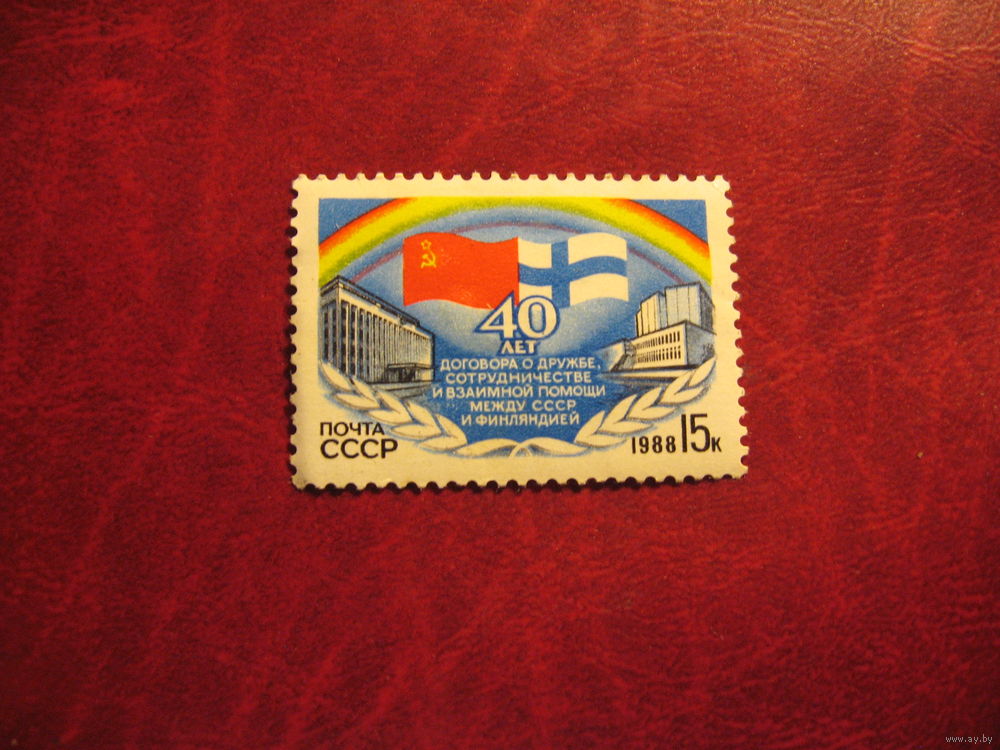 40
ЛЕТ
ДОГОВОРА О ДРУЖБЕ,
СОТРУДНИЧЕСТВЕ
И ВЗАИМНОЙ ПОМОЩИ
МЕЖДУ СССР
И ФИНЛЯНДИЕЙ
ПОЧТА
СССР
1988 15К
www.ay.by